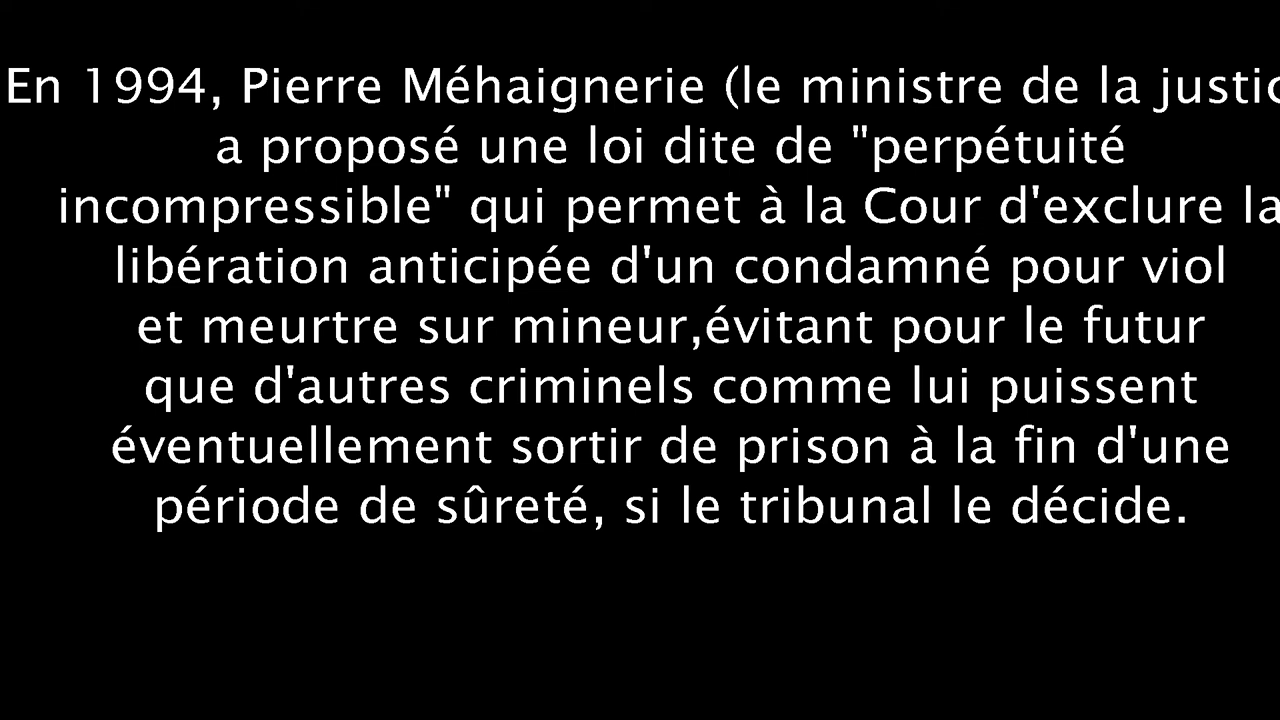 En 1994, Pierre Méhaignerie (le ministre de la justic
a proposé une loi dite de "perpétuité
incompressible" qui permet à la Cour d'exclure la
libération anticipée d'un condamné pour viol
et meurtre sur mineur,évitant pour le futur
que d'autres criminels comme lui puissent
éventuellement sortir de prison à la fin d'une
période de sûreté, si le tribunal le décide.